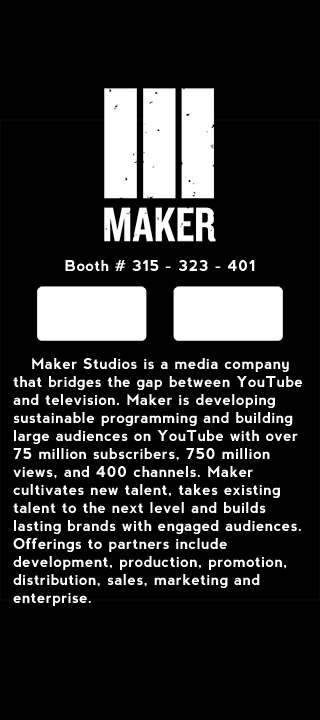 MAKER
Booth # 315 - 323 - 401
Maker Studios is a media company
that bridges the gap between YouTube
and television. Maker is developing
sustainable programming and building
large audiences on YouTube with over
75 million subscribers, 750 million
views, and 400 channels. Maker
cultivates new talent, takes existing
talent to the next level and builds
lasting brands with engaged audiences.
Offerings to partners include
development, production, promotion,
distribution, sales, marketing and
enterprise.